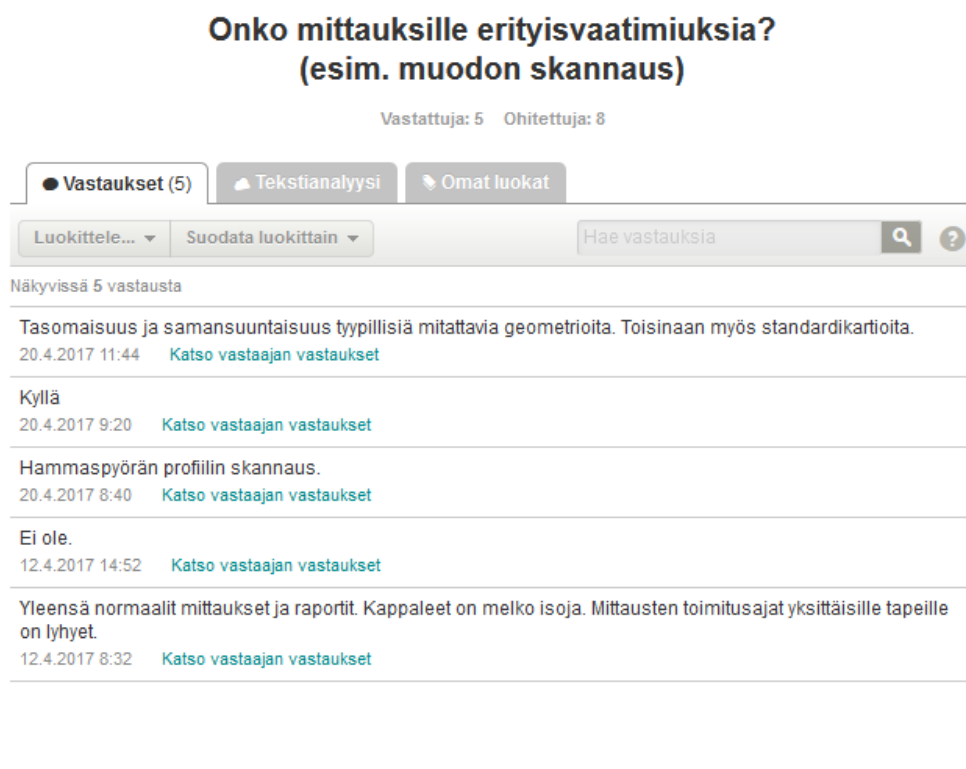 Onko mittauksille erityisvaatimiuksia?
(esim. muodon skannaus)
Vastattuja: 5 Ohitettuja: 8
Vastaukset (5) Tekstianalyysi Omat luokat
Luokittele... Suodata luokittain Hae vastauksia ?
Näkyvissä 5 vastausta
Tasomaisuus ja samansuuntaisuus tyypillisiä mitattavia geometrioita. Toisinaan myös standardikartioita.
20.4.2017 11:44 Katso vastaajan vastaukset
Kyllä
20.4.2017 9:20 Katso vastaajan vastaukset
Hammaspyörän profiilin skannaus.
20.4.2017 8:40 Katso vastaajan vastaukset
Ei ole.
12.4.2017 14:52 Katso vastaajan vastaukset
Yleensä normaalit mittaukset ja raportit. Kappaleet on melko isoja. Mittausten toimitusajat yksittäisille tapeille
on lyhyet.
12.4.2017 8:32 Katso vastaajan vastaukset